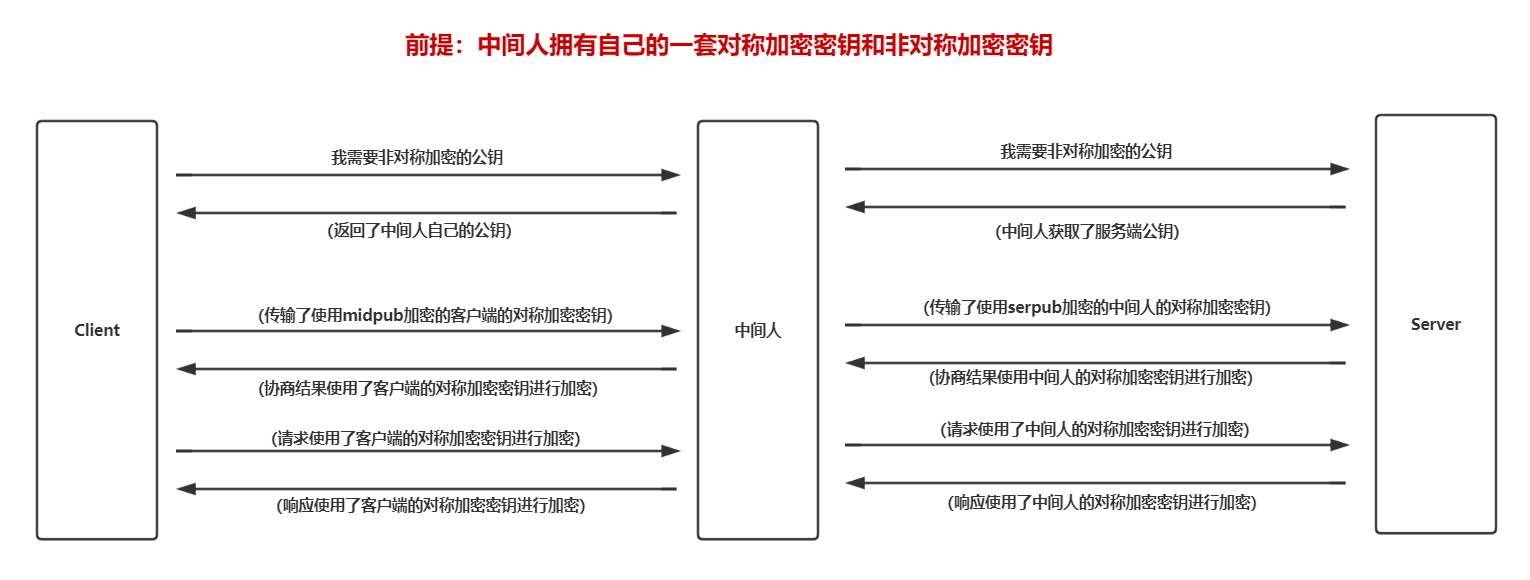 前提：中间人拥有自己的一套对称加密密钥和非对称加密密钥
我需要非对称加密的公钥
我需要非对称加密的公钥
(返回了中间人自己的公钥)
(中间人获取了服务端公钥)
(传输了使用midpub加密的客户端的对称加密密钥)
(传输了使用serpub加密的中间人的对称加密密钥)
Client
中间人
Server
(协商结果使用了客户端的对称加密密钥进行加密)
(协商结果使用中间人的对称加密密钥进行加密)
(请求使用了客户端的对称加密密钥进行加密)
(请求使用了中间人的对称加密密钥进行加密)
(响应使用了客户端的对称加密密钥进行加密)
(响应使用了中间人的对称加密密钥进行加密)